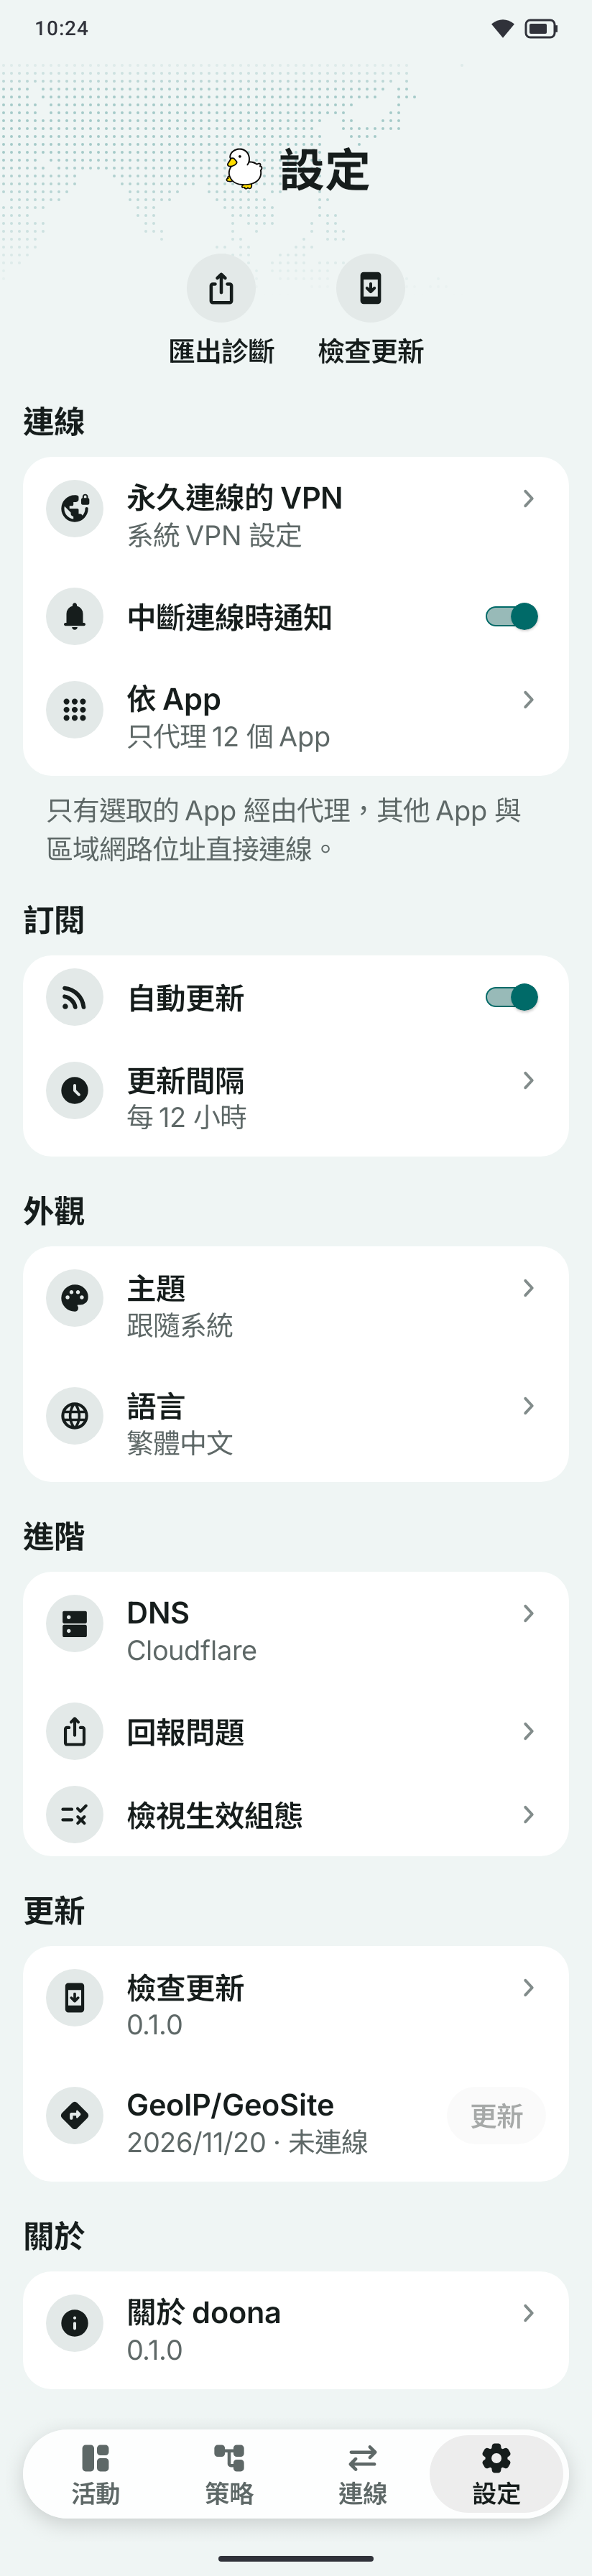 10:24
設定
匯出診斷
檢查更新
連線
永久連線的 VPN
系統 VPN 設定
中斷連線時通知
依 App
只代理 12 個 App
只有選取的 App 經由代理，其他 App 與
區域網路位址直接連線。
訂閱
自動更新
更新間隔
每 12 小時
外觀
主題
跟隨系統
語言
繁體中文
進階
DNS
Cloudflare
回報問題
檢視生效組態
更新
檢查更新
0.1.0
GeoIP/GeoSite
更新
2026/11/20 · 未連線
關於
關於 doona
0.1.0
活動
策略
連線
設定